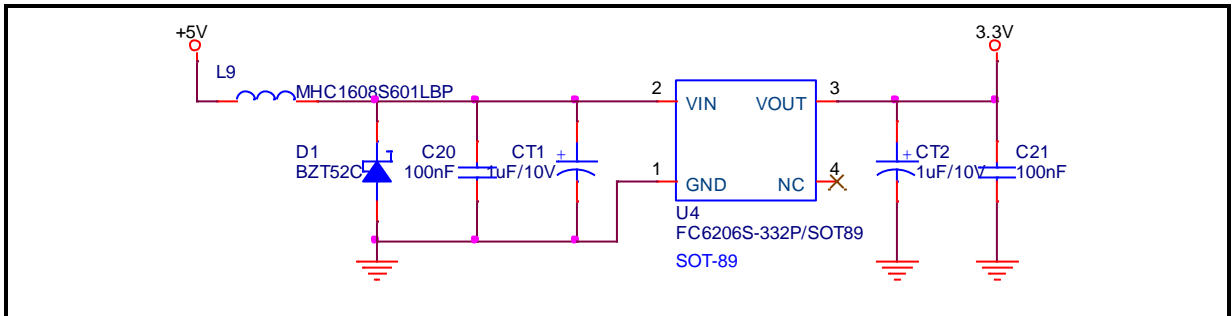 +5V
3.3V
L9
MHC1608S601LBP
2
3
VIN
VOUT
D1
BZT52C
C20
100nF
CT1
+
1uF/10V
1
4
GND
NC
+
CT2
1uF/10V
C21
100nF
U4
FC6206S-332P/SOT89
SOT-89